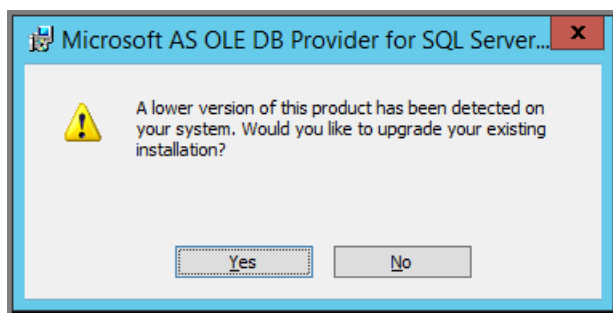 Microsoft AS OLE DB Provider for SQL Server...
x
A lower version of this product has been detected on
your system. Would you like to upgrade your existing
installation?
Yes
No